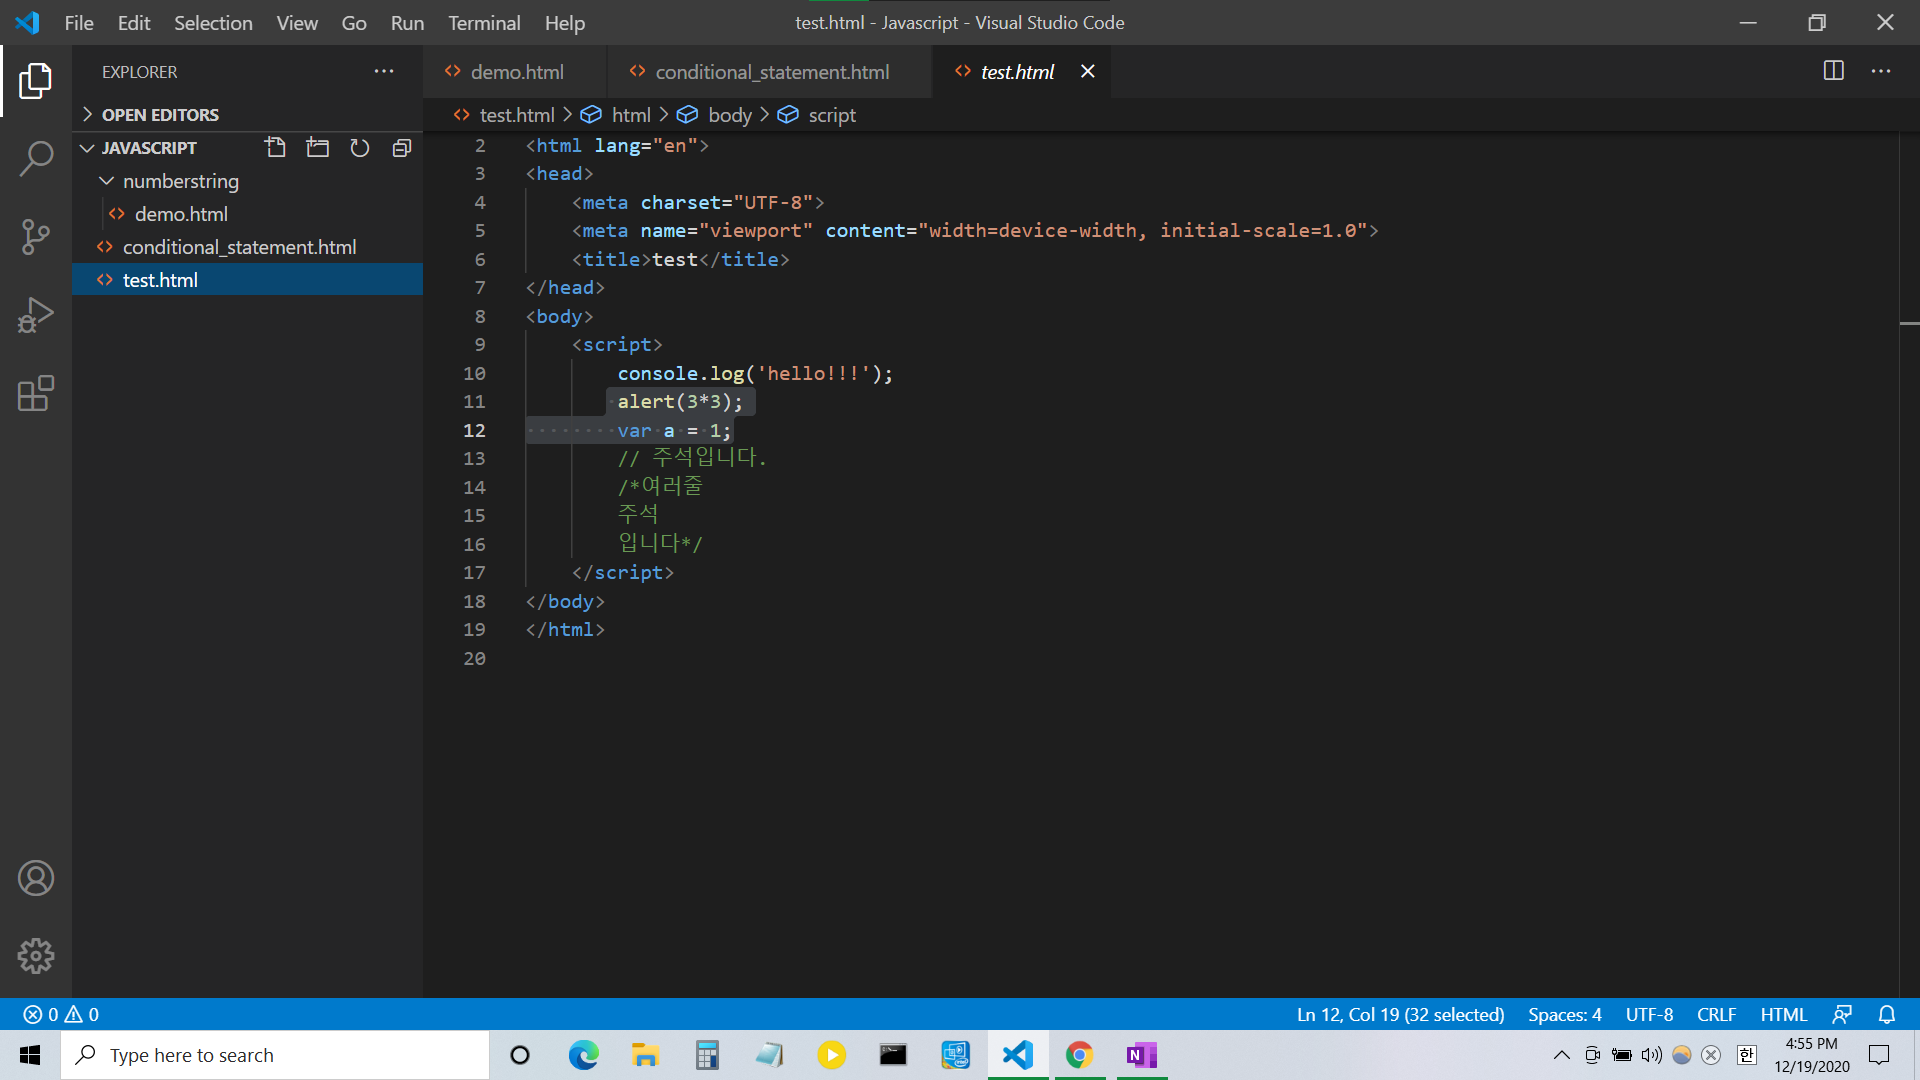 File Edit Selection View Go Run Terminal Help
test.html - Javascript - Visual Studio Code
EXPLORER
OPEN EDITORS
JAVASCRIPT
numberstring
demo.html
conditional_statement.html
test.html
demo.html
conditional_statement.html
test.html
test.html > html > body > script
2 <html lang="en">
3 <head>
4 <meta charset="UTF-8">
5 <meta name="viewport" content="width=device-width, initial-scale=1.0">
6 <title>test</title>
7 </head>
8 <body>
9 <script>
10 console.log('hello!!!');
11 alert(3*3);
12 var a = 1;
13 // 주석입니다.
14 /*여러줄
15 주석
16 입니다*/
17 </script>
18 </body>
19 </html>
20
0 0
Ln 12, Col 19 (32 selected) Spaces: 4 UTF-8 CRLF HTML
Type here to search
N
한
4:55 PM
12/19/2020